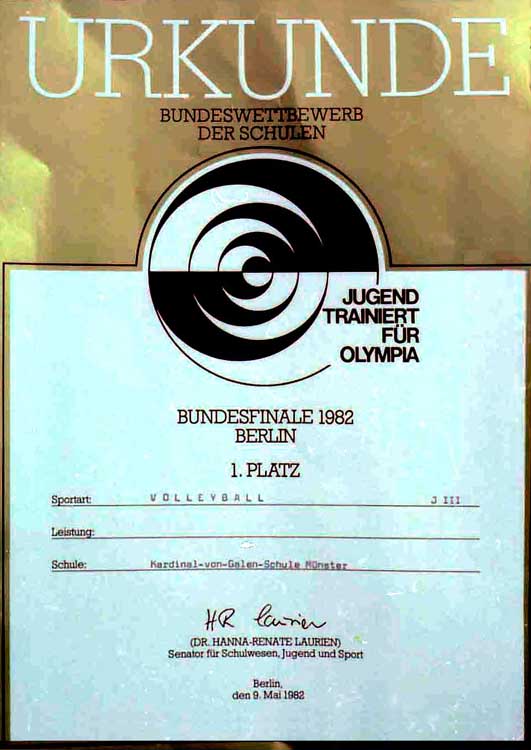 URKUNDE
BUNDESWETTBEWERB
DER SCHULEN
JUGEND
TRAINIERT
FÜR
OLYMPIA
BUNDESFINALE 1982
BERLIN
1. PLATZ
Sportart: VOLLEYBALL J III
Leistung:
Schule: Kardinal-von-Galen-Schule Münster
HR Laurien
(DR. HANNA-RENATE LAURIEN)
Senator für Schulwesen, Jugend und Sport
Berlin,
den 9. Mai 1982